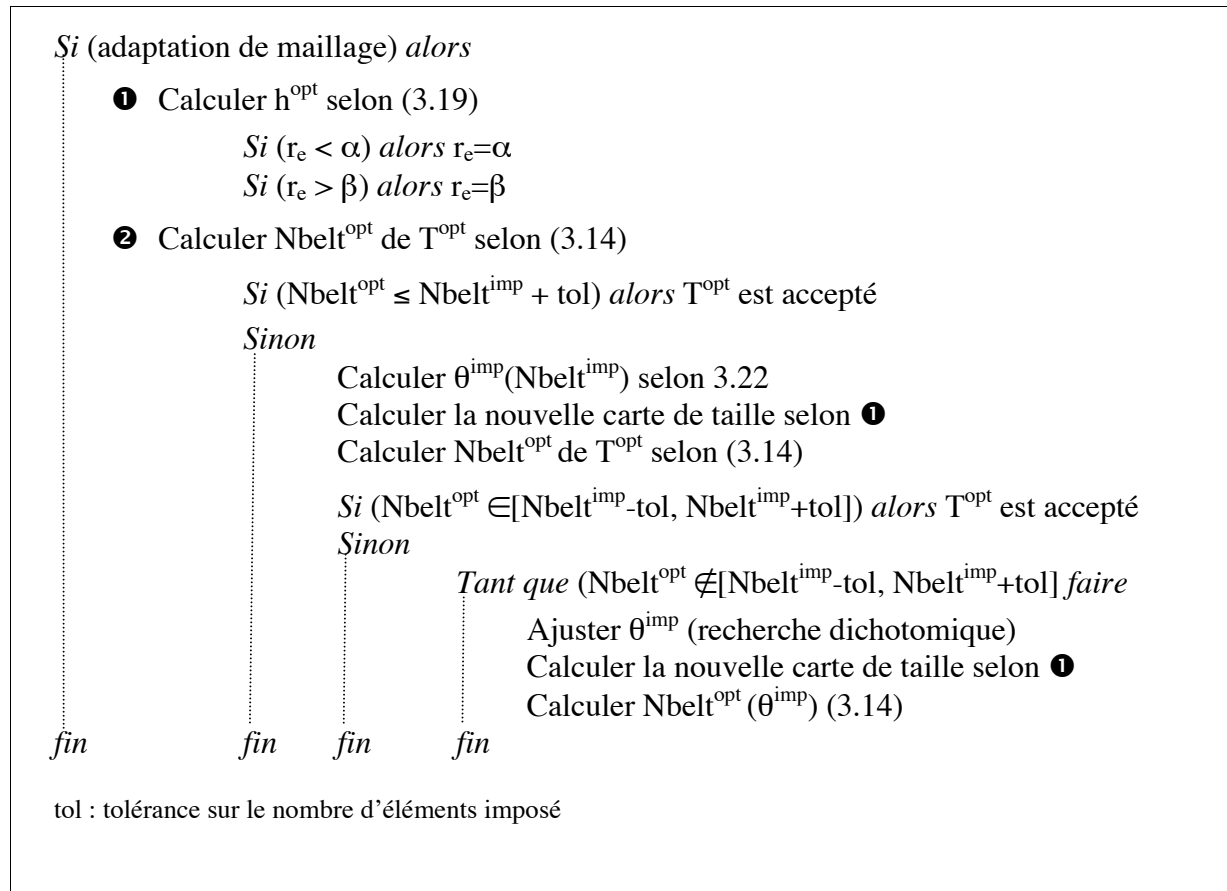 Si (adaptation de maillage) alors
❶ Calculer h^opt selon (3.19)
Si (r_e < α) alors r_e=α
Si (r_e > β) alors r_e=β
❷ Calculer Nbelt^opt de T^opt selon (3.14)
Si (Nbelt^opt ≤ Nbelt^imp + tol) alors T^opt est accepté
Sinon
Calculer θ^imp(Nbelt^imp) selon 3.22
Calculer la nouvelle carte de taille selon ❶
Calculer Nbelt^opt de T^opt selon (3.14)
Si (Nbelt^opt ∈[Nbelt^imp-tol, Nbelt^imp+tol]) alors T^opt est accepté
Sinon
Tant que (Nbelt^opt ∉[Nbelt^imp-tol, Nbelt^imp+tol] faire
Ajuster θ^imp (recherche dichotomique)
Calculer la nouvelle carte de taille selon ❶
Calculer Nbelt^opt (θ^imp) (3.14)
fin fin fin fin
tol : tolérance sur le nombre d'éléments imposé